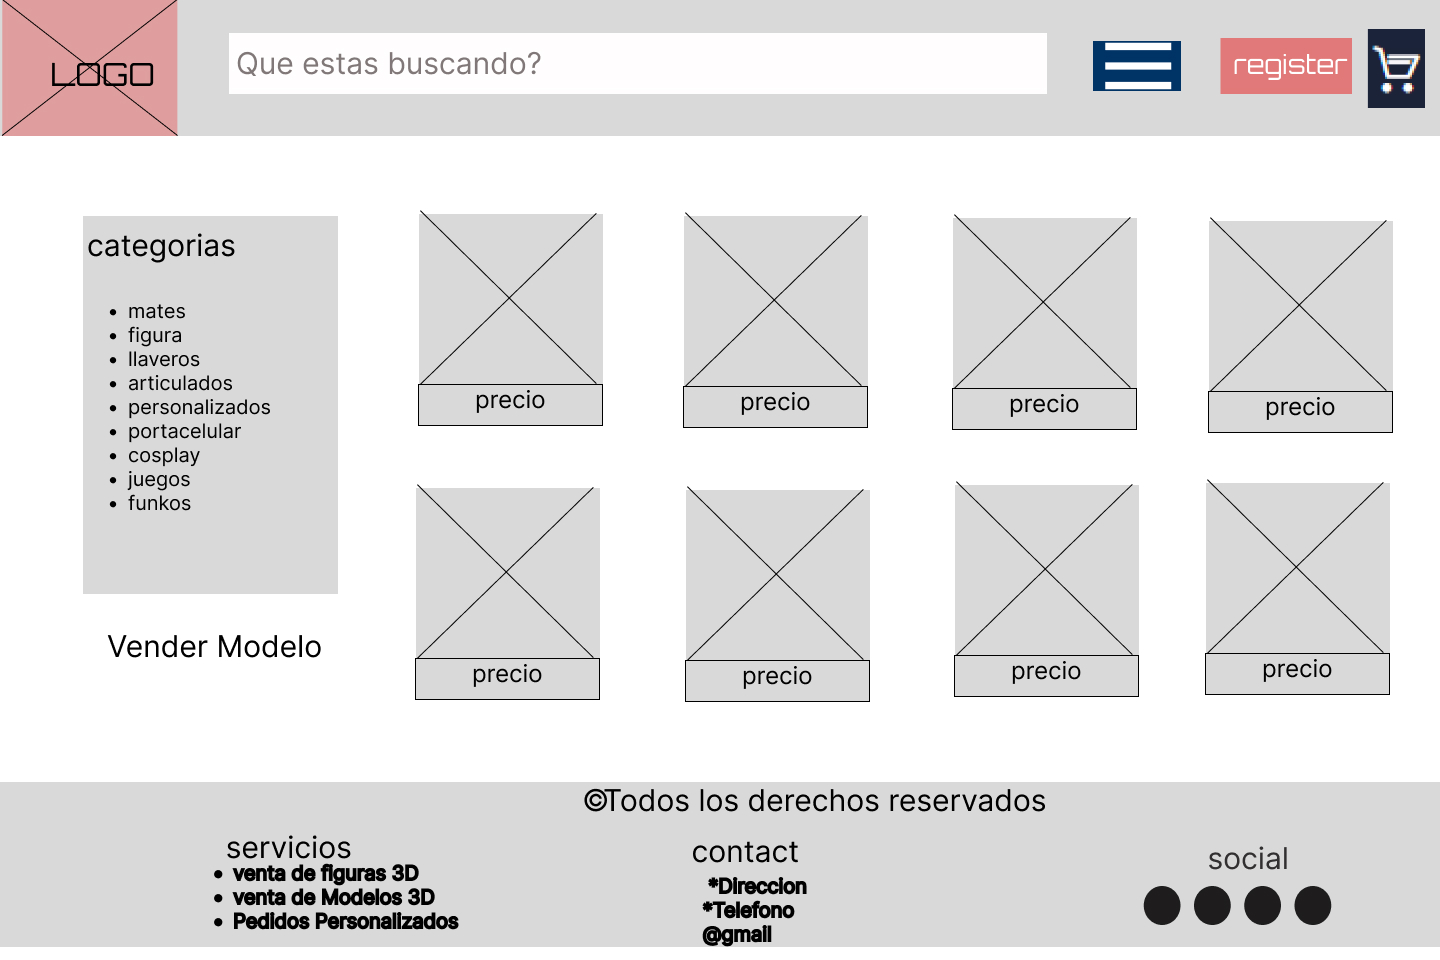 LOGO
Que estas buscando?
register
categorias
• mates
• figura
• llaveros
• articulados
• personalizados
• portacelular
• cosplay
• juegos
• funkos
Vender Modelo
precio
precio
precio
precio
precio
precio
precio
precio
©Todos los derechos reservados
servicios
• venta de figuras 3D
• venta de Modelos 3D
• Pedidos Personalizados
contact
*Direccion
*Telefono
@gmail
social